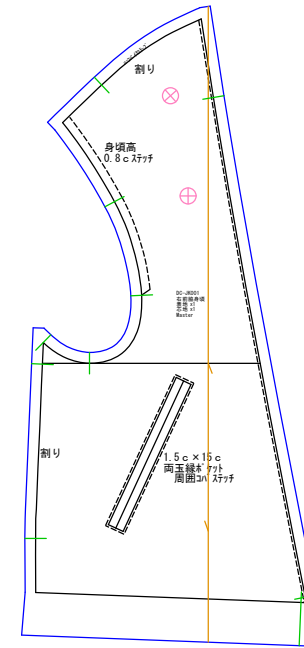 割り
身頃高
0.8cステッチ
DC-JK001
右前脇身頃
表地 x1
芯地 x1
Master
割り
1.5c×15c
両玉縁ポケット
周囲コバステッチ